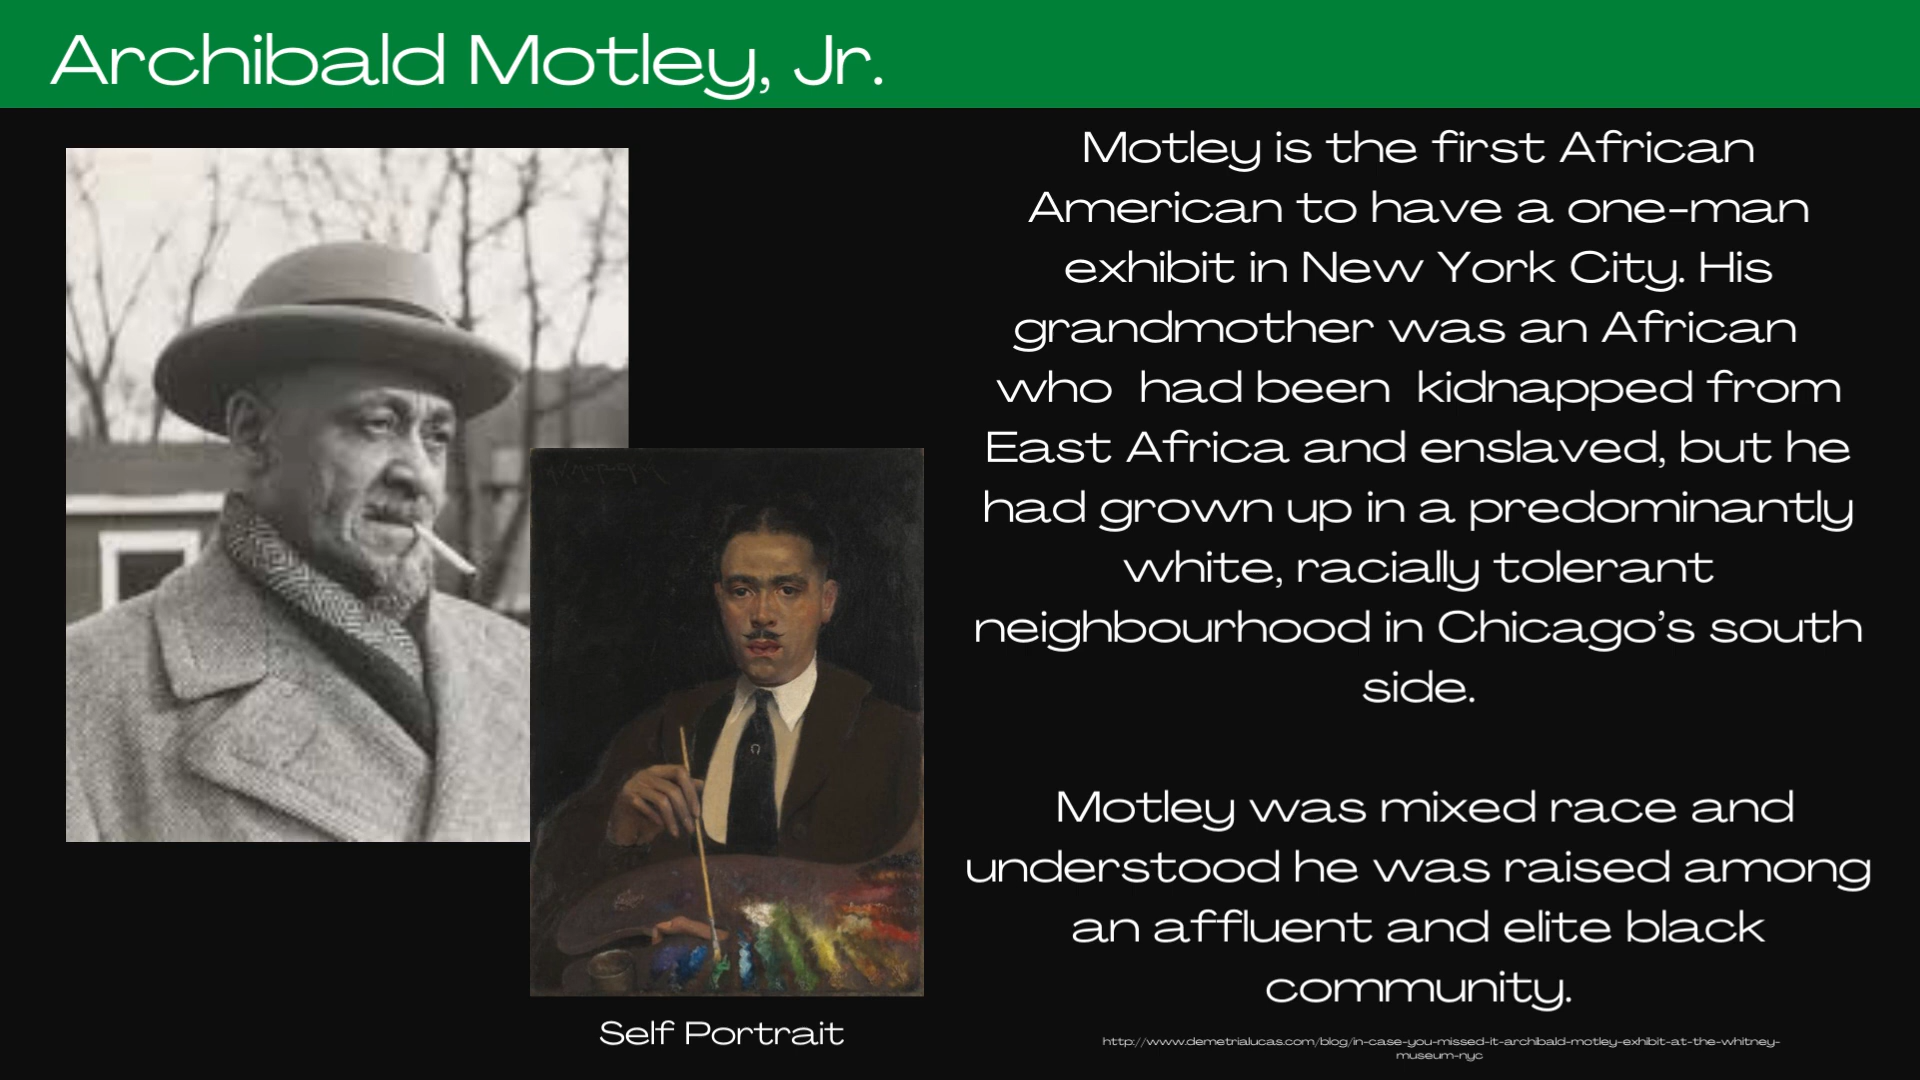 Archibald Motley, Jr.
Motley is the first African
American to have a one-man
exhibit in New York City. His
grandmother was an African
who had been kidnapped from
East Africa and enslaved, but he
had grown up in a predominantly
white, racially tolerant
neighbourhood in Chicago's south
side.
Motley was mixed race and
understood he was raised among
an affluent and elite black
community.
Self Portrait
http://www.demetrialucas.com/blog/in-case-you-missed-it-archibald-motley-exhibit-at-the-whitney-
museum-nyc